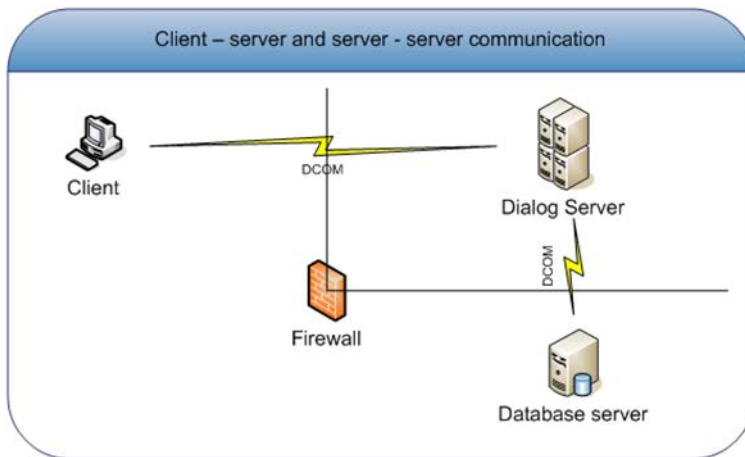 Client – server and server - server communication
Client
DCOM
Dialog Server
DCOM
Firewall
Database server